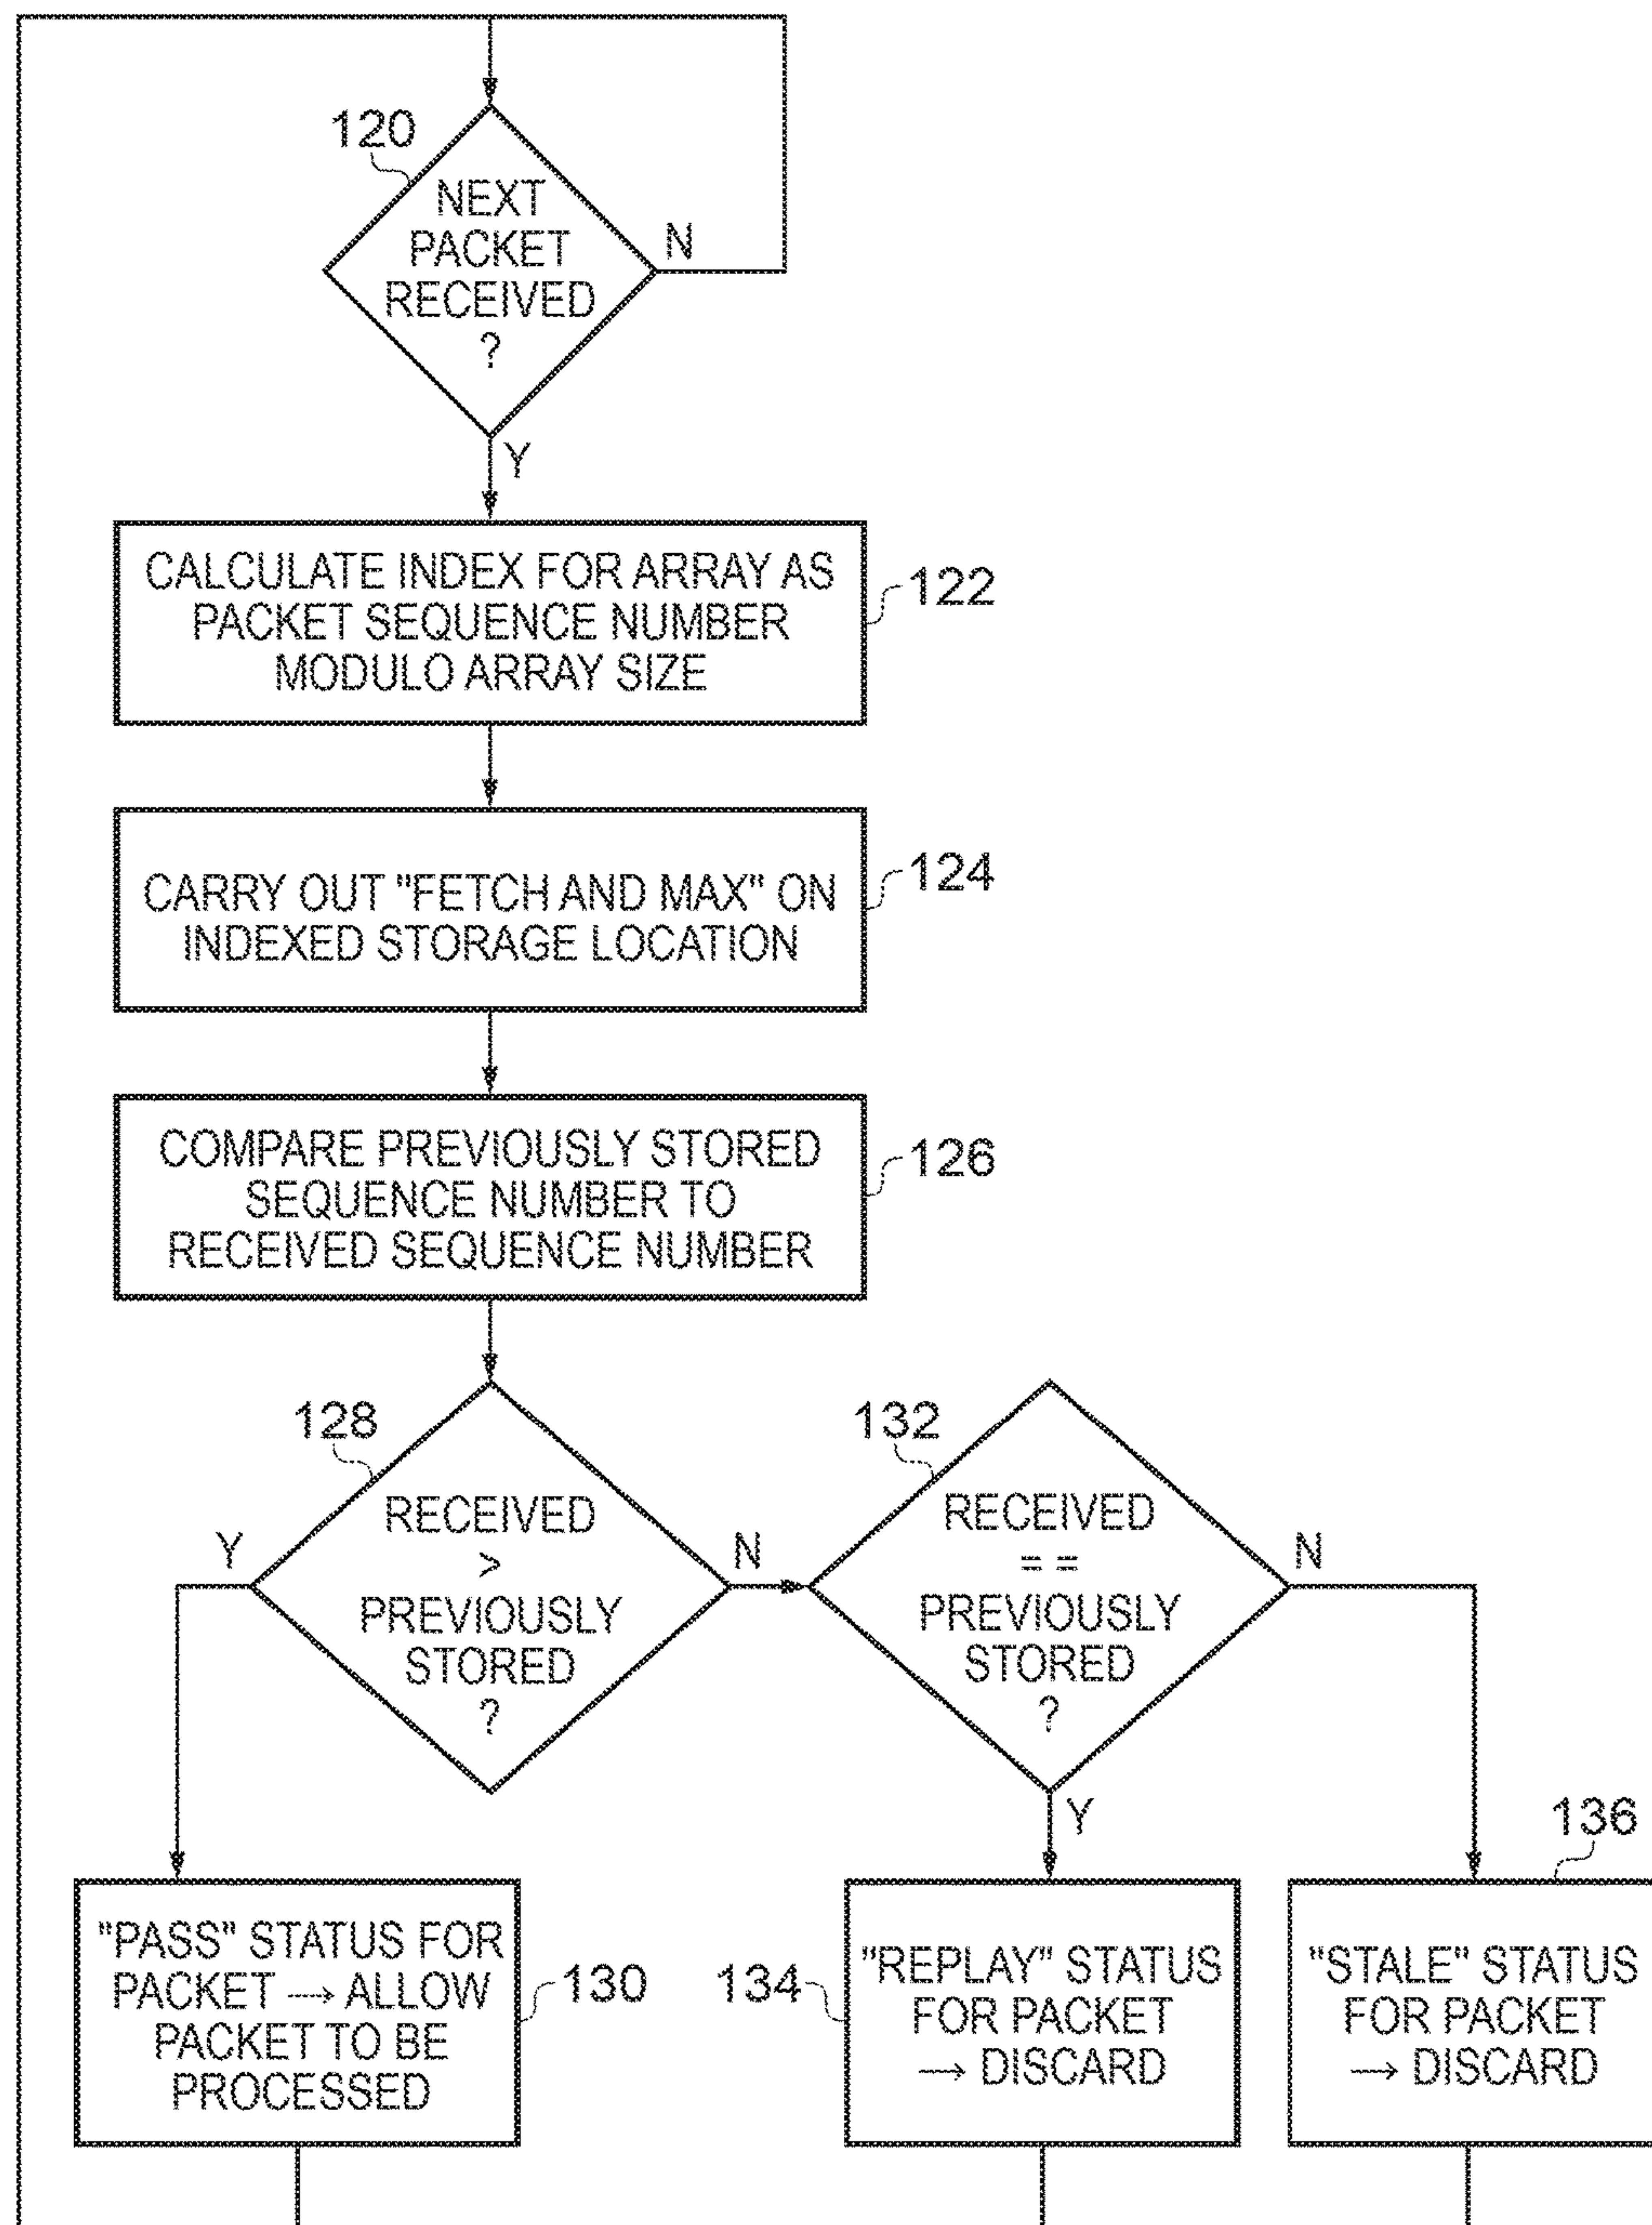 120
NEXT
PACKET
RECEIVED
?
N
Y
CALCULATE INDEX FOR ARRAY AS
PACKET SEQUENCE NUMBER
MODULO ARRAY SIZE
122
CARRY OUT "FETCH AND MAX" ON
INDEXED STORAGE LOCATION
124
COMPARE PREVIOUSLY STORED
SEQUENCE NUMBER TO
RECEIVED SEQUENCE NUMBER
126
128
RECEIVED
>
PREVIOUSLY
STORED
?
Y
N
132
RECEIVED
= =
PREVIOUSLY
STORED
?
N
Y
"PASS" STATUS FOR
PACKET → ALLOW
PACKET TO BE
PROCESSED
130
134
"REPLAY" STATUS
FOR PACKET
→ DISCARD
136
"STALE" STATUS
FOR PACKET
→ DISCARD